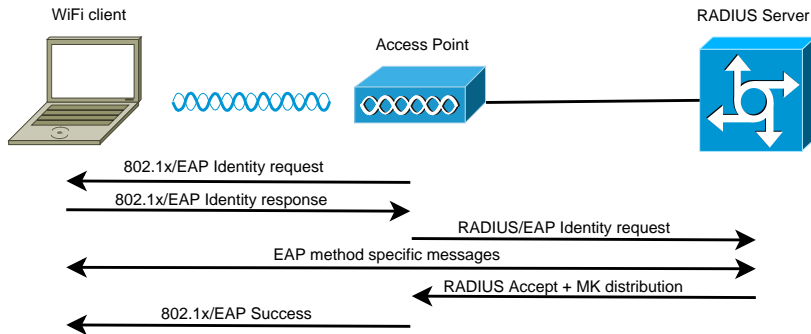 WiFi client
Access Point
RADIUS Server
802.1x/EAP Identity request
802.1x/EAP Identity response
RADIUS/EAP Identity request
EAP method specific messages
RADIUS Accept + MK distribution
802.1x/EAP Success